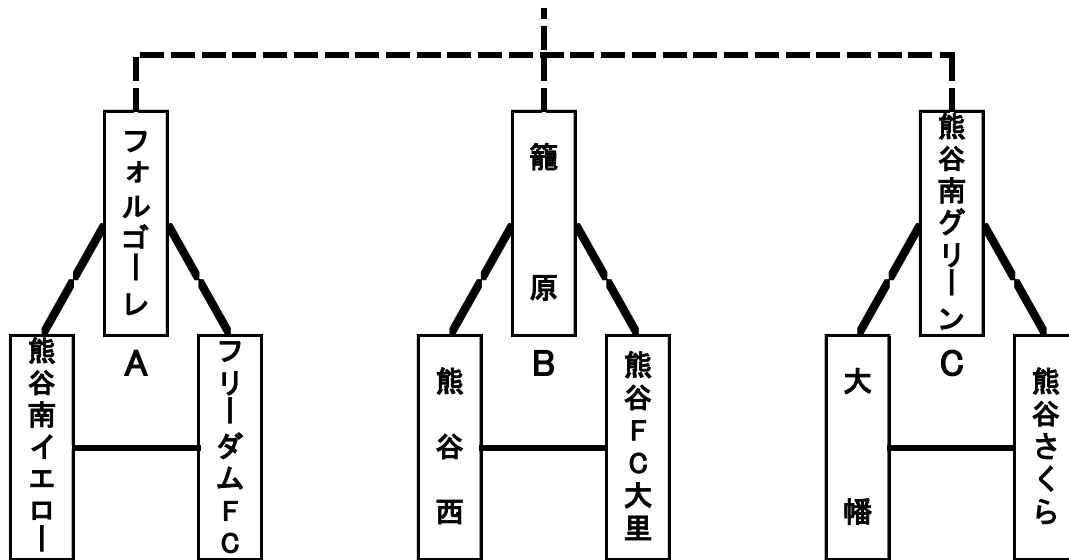 フォルゴーレ
籠原
熊谷南グリーン
A
B
C
熊谷南イエロー
フリーダムFC
熊谷西
熊谷FC大里
大幡
熊谷さくら